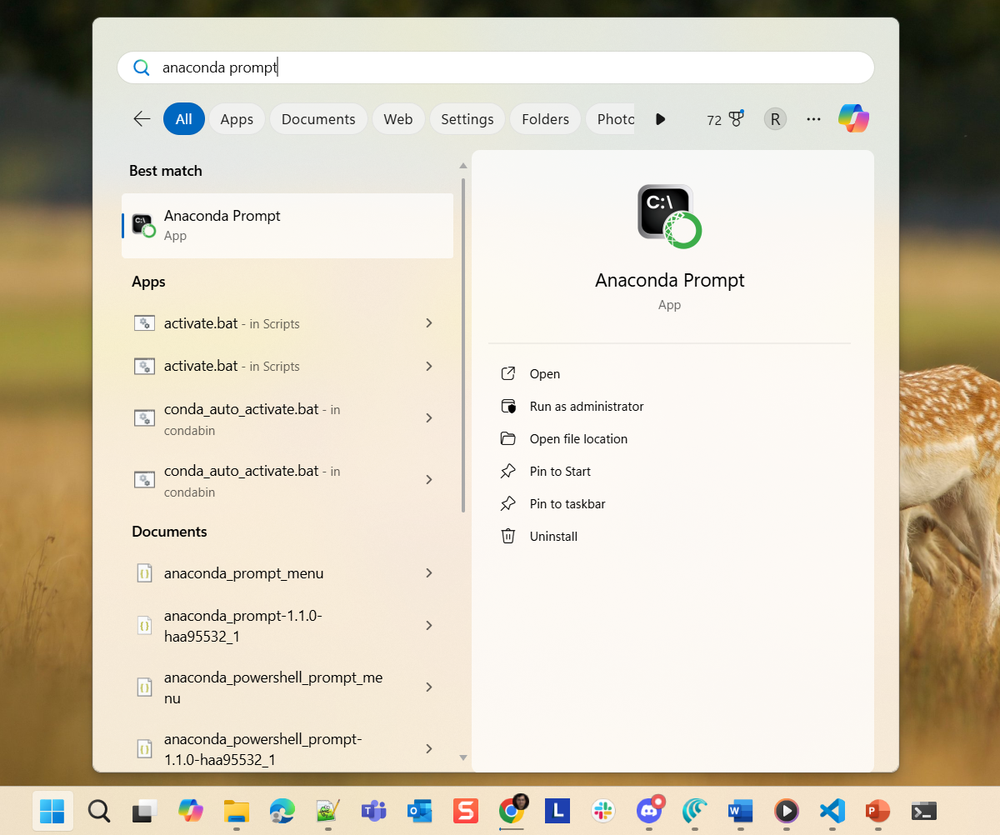 anaconda prompt
All
Apps
Documents
Web
Settings
Folders
Photo
72
R
Best match
Anaconda Prompt
App
Apps
activate.bat - in Scripts
activate.bat - in Scripts
conda_auto_activate.bat - in
condabin
conda_auto_activate.bat - in
condabin
Documents
anaconda_prompt_menu
anaconda_prompt-1.1.0-
haa95532_1
anaconda_powershell_prompt_me
nu
anaconda_powershell_prompt-
1.1.0-haa95532_1
C:\
Anaconda Prompt
App
Open
Run as administrator
Open file location
Pin to Start
Pin to taskbar
Uninstall